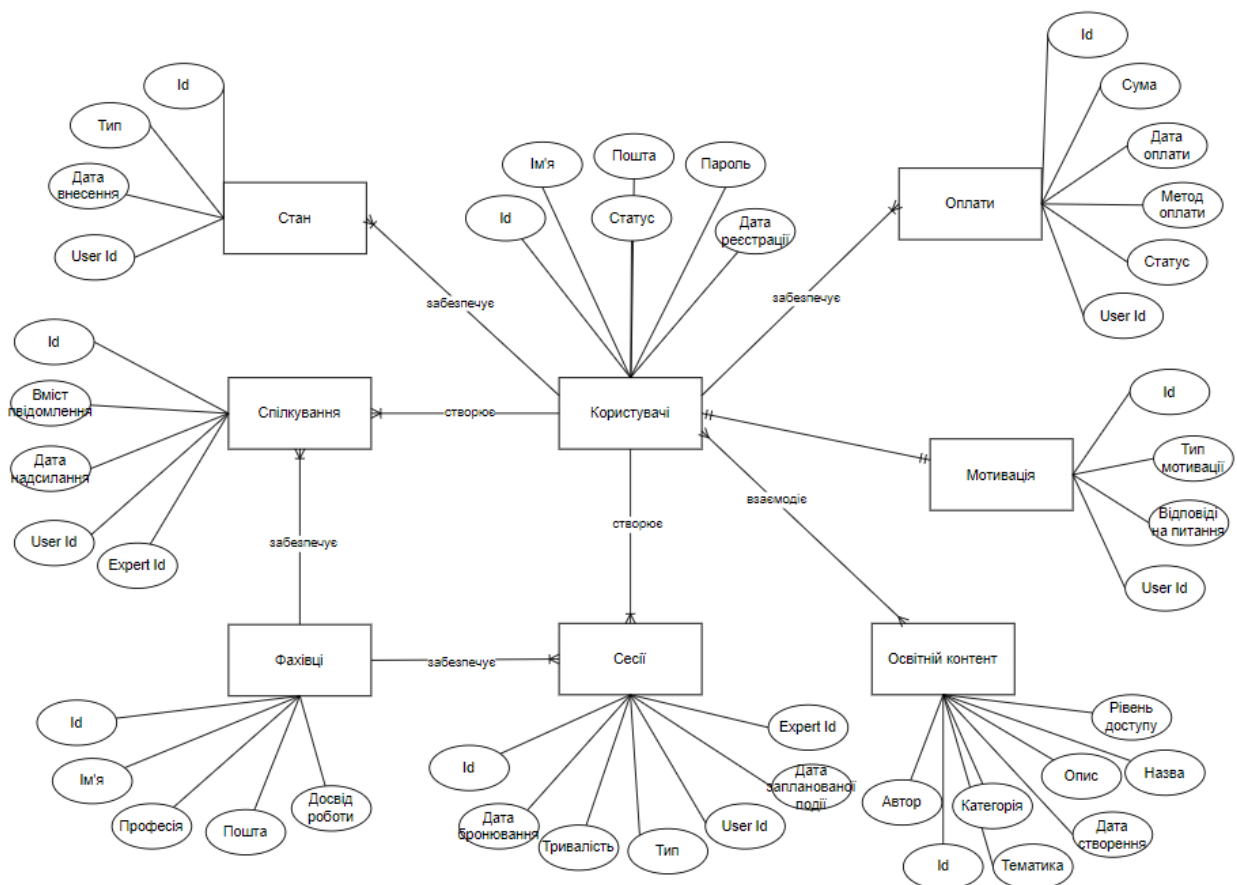 Id
Id
Сума
Тип
Ім'я
Пошта
Пароль
Дата
оплати
Дата
внесення
Стан
Id
Статус
Дата
реєстрації
Оплати
Метод
оплати
User Id
Статус
забезпечує
забезпечує
User Id
Id
Вміст
пвідомлення
Спілкування
створює
Користувачі
Id
Дата
надсилання
Мотивація
Тип
мотивації
взаємодіє
Відповіді
на питання
створює
User Id
Expert Id
забезпечує
User Id
Фахівці
забезпечує
Сесії
Освітній контент
Id
Ім'я
Професія
Пошта
Досвід
роботи
Id
Дата
бронювання
Тривалість
Тип
User Id
Дата
запланованої
події
Expert Id
Рівень
доступу
Назва
Опис
Автор
Категорія
Дата
створення
Id
Тематика